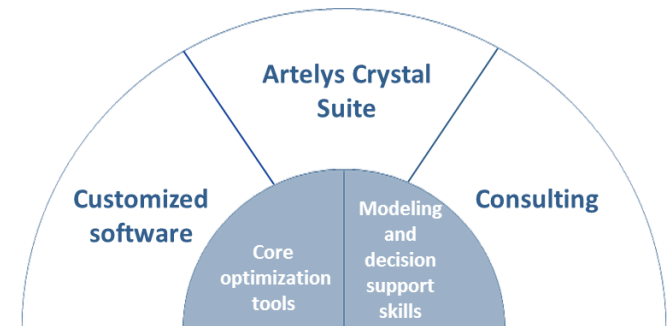 Artelys Crystal
Suite
Customized
software
Consulting
Core
optimization
tools
Modeling
and
decision
support
skills